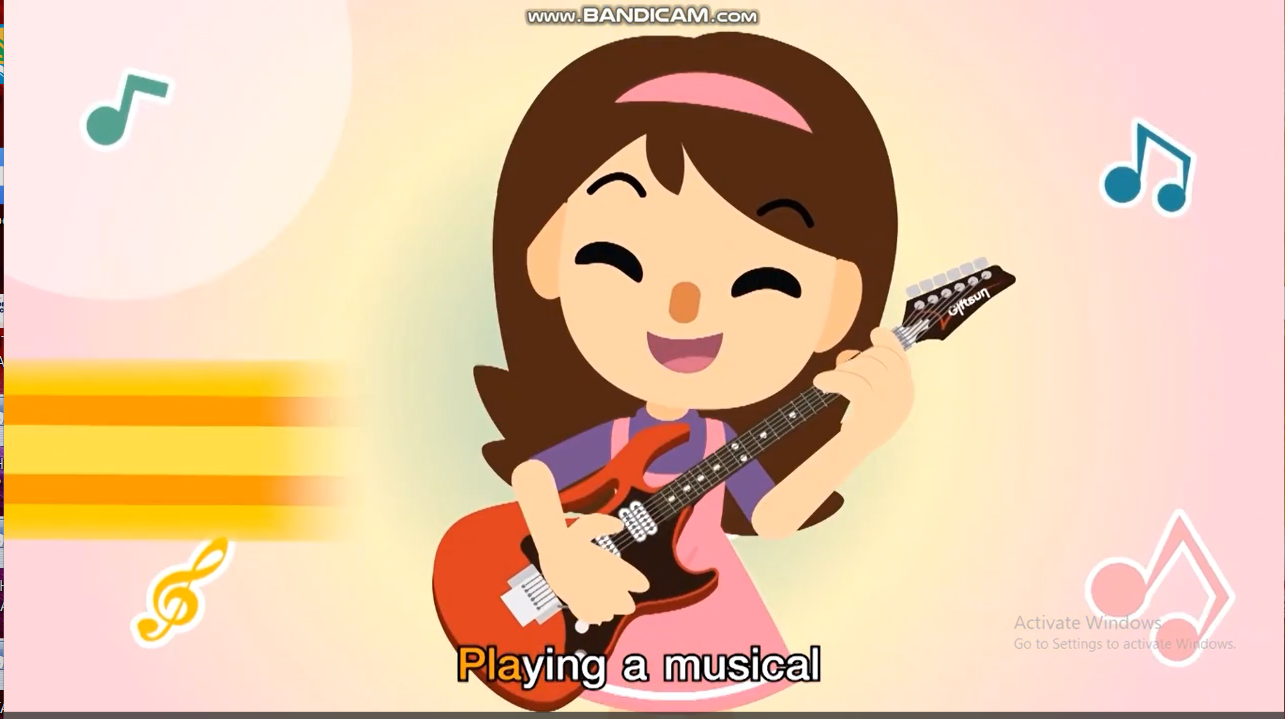 www.BANDICAM.com
Giftsun
Activate Windows
Go to Settings to activate Windows.
Playing a musical